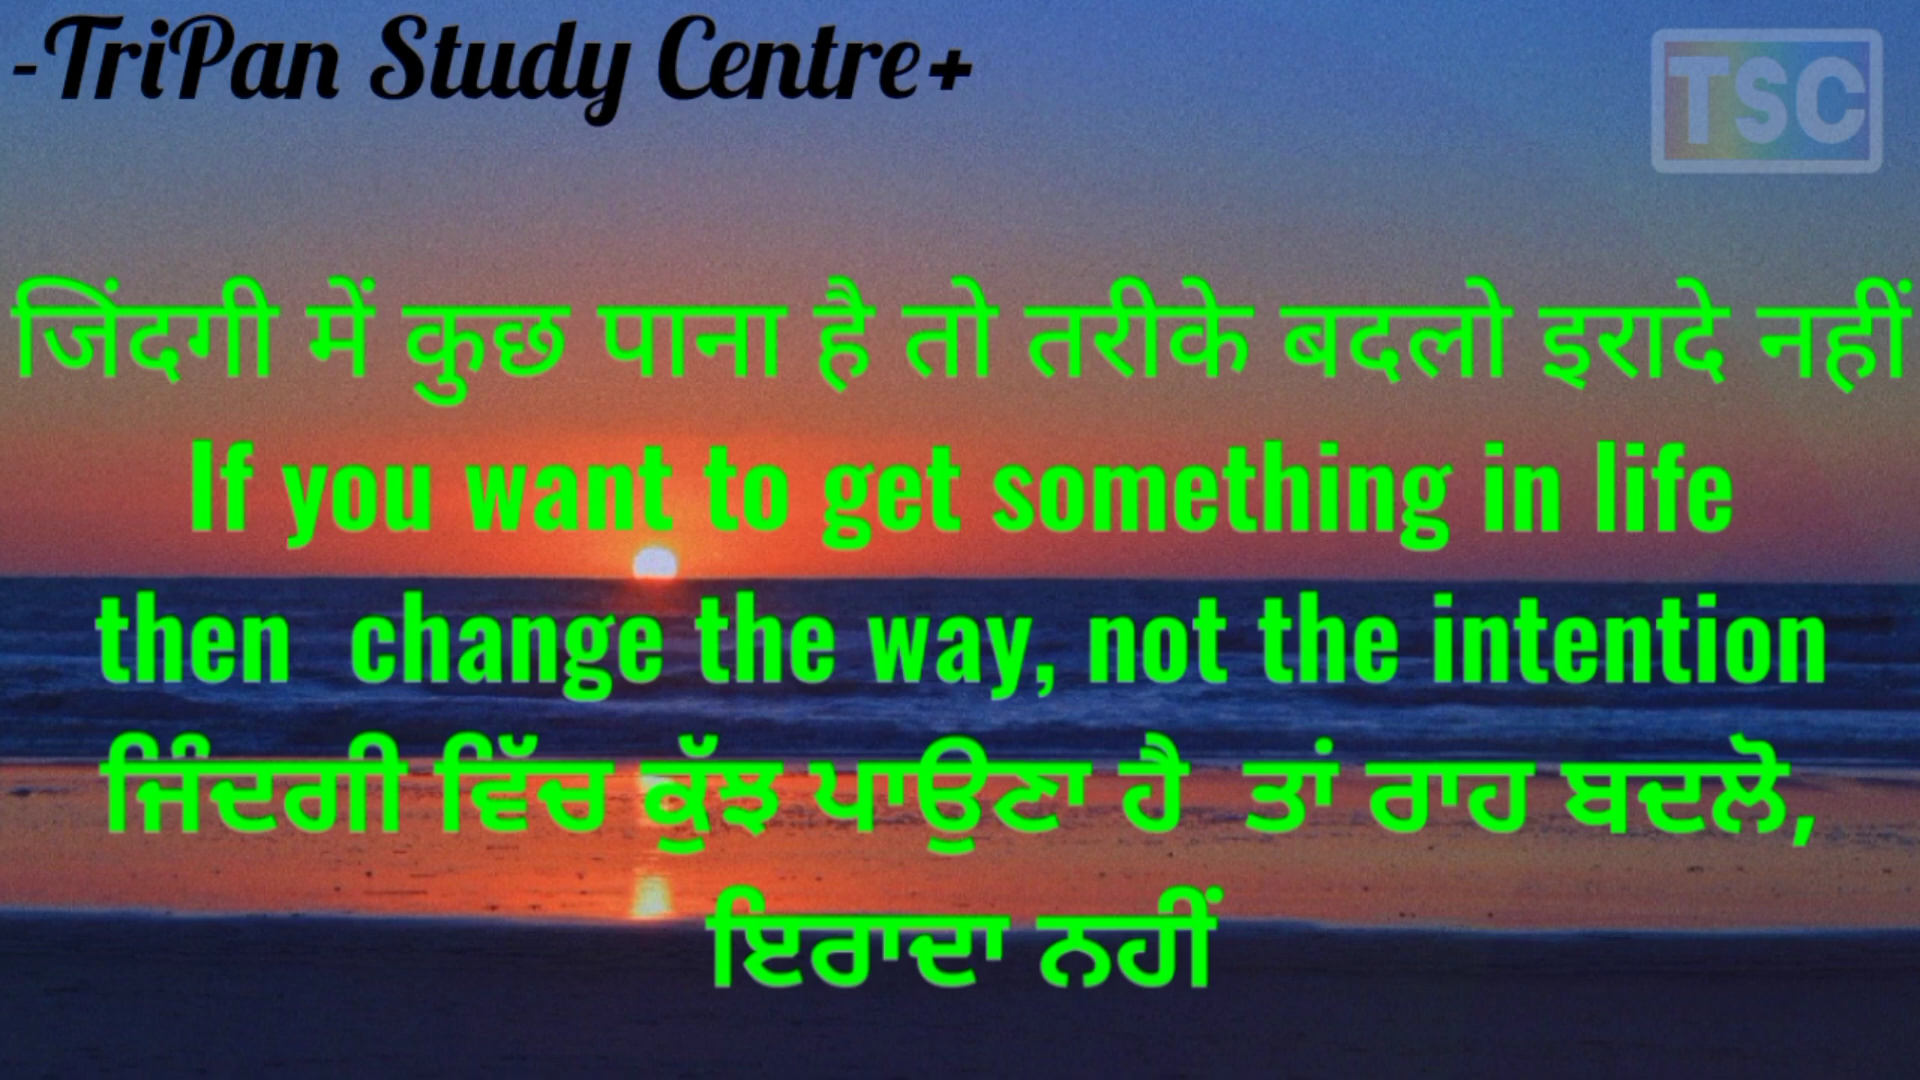 -TriPan Study Centre+
TSC
जिंदगी में कुछ पाना है तो तरीके बदलो इरादे नहीं
If you want to get something in life
then  change the way, not the intention
ਜਿੰਦਗੀ ਵਿੱਚ ਕੁੱਝ ਪਾਉਣਾ ਹੈ  ਤਾਂ ਰਾਹ ਬਦਲੋ,
ਇਰਾਦਾ ਨਹੀਂ